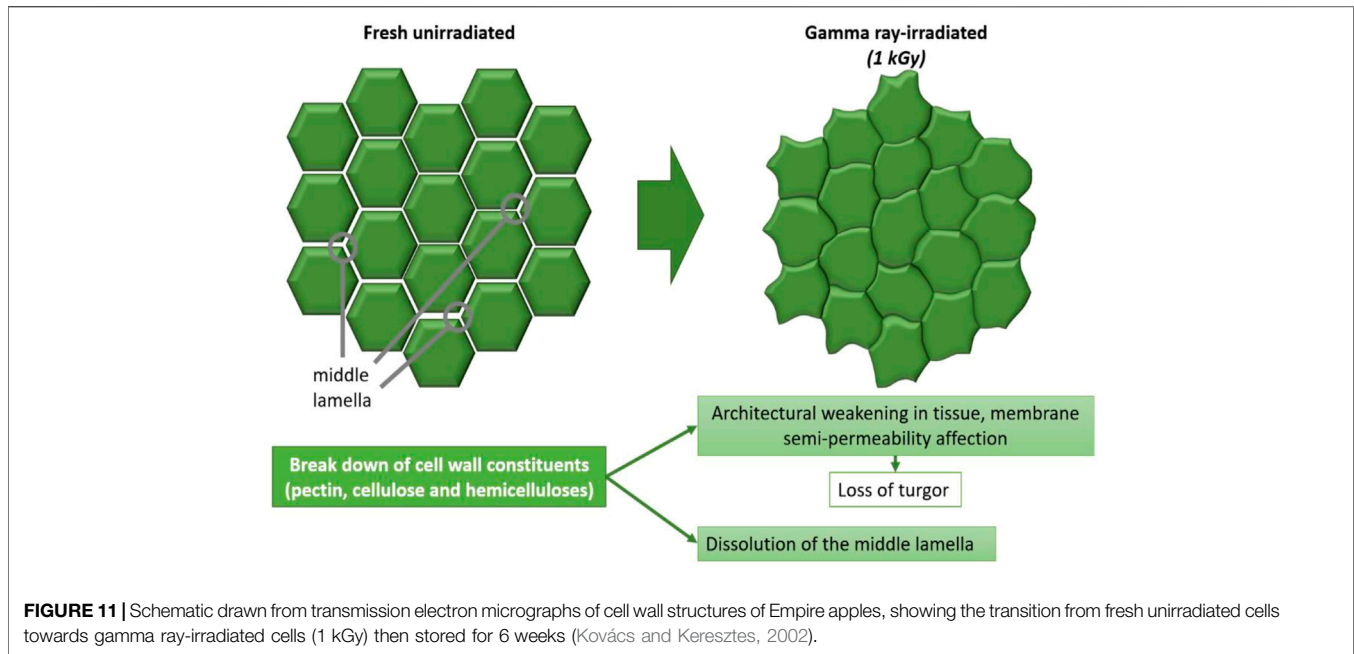 Fresh unirradiated
Gamma ray-irradiated
(1 kGy)
middle
lamella
Break down of cell wall constituents
(pectin, cellulose and hemicelluloses)
Architectural weakening in tissue, membrane
semi-permeability affection
Loss of turgor
Dissolution of the middle lamella
FIGURE 11 | Schematic drawn from transmission electron micrographs of cell wall structures of Empire apples, showing the transition from fresh unirradiated cells
towards gamma ray-irradiated cells (1 kGy) then stored for 6 weeks (Kovács and Keresztes, 2002).